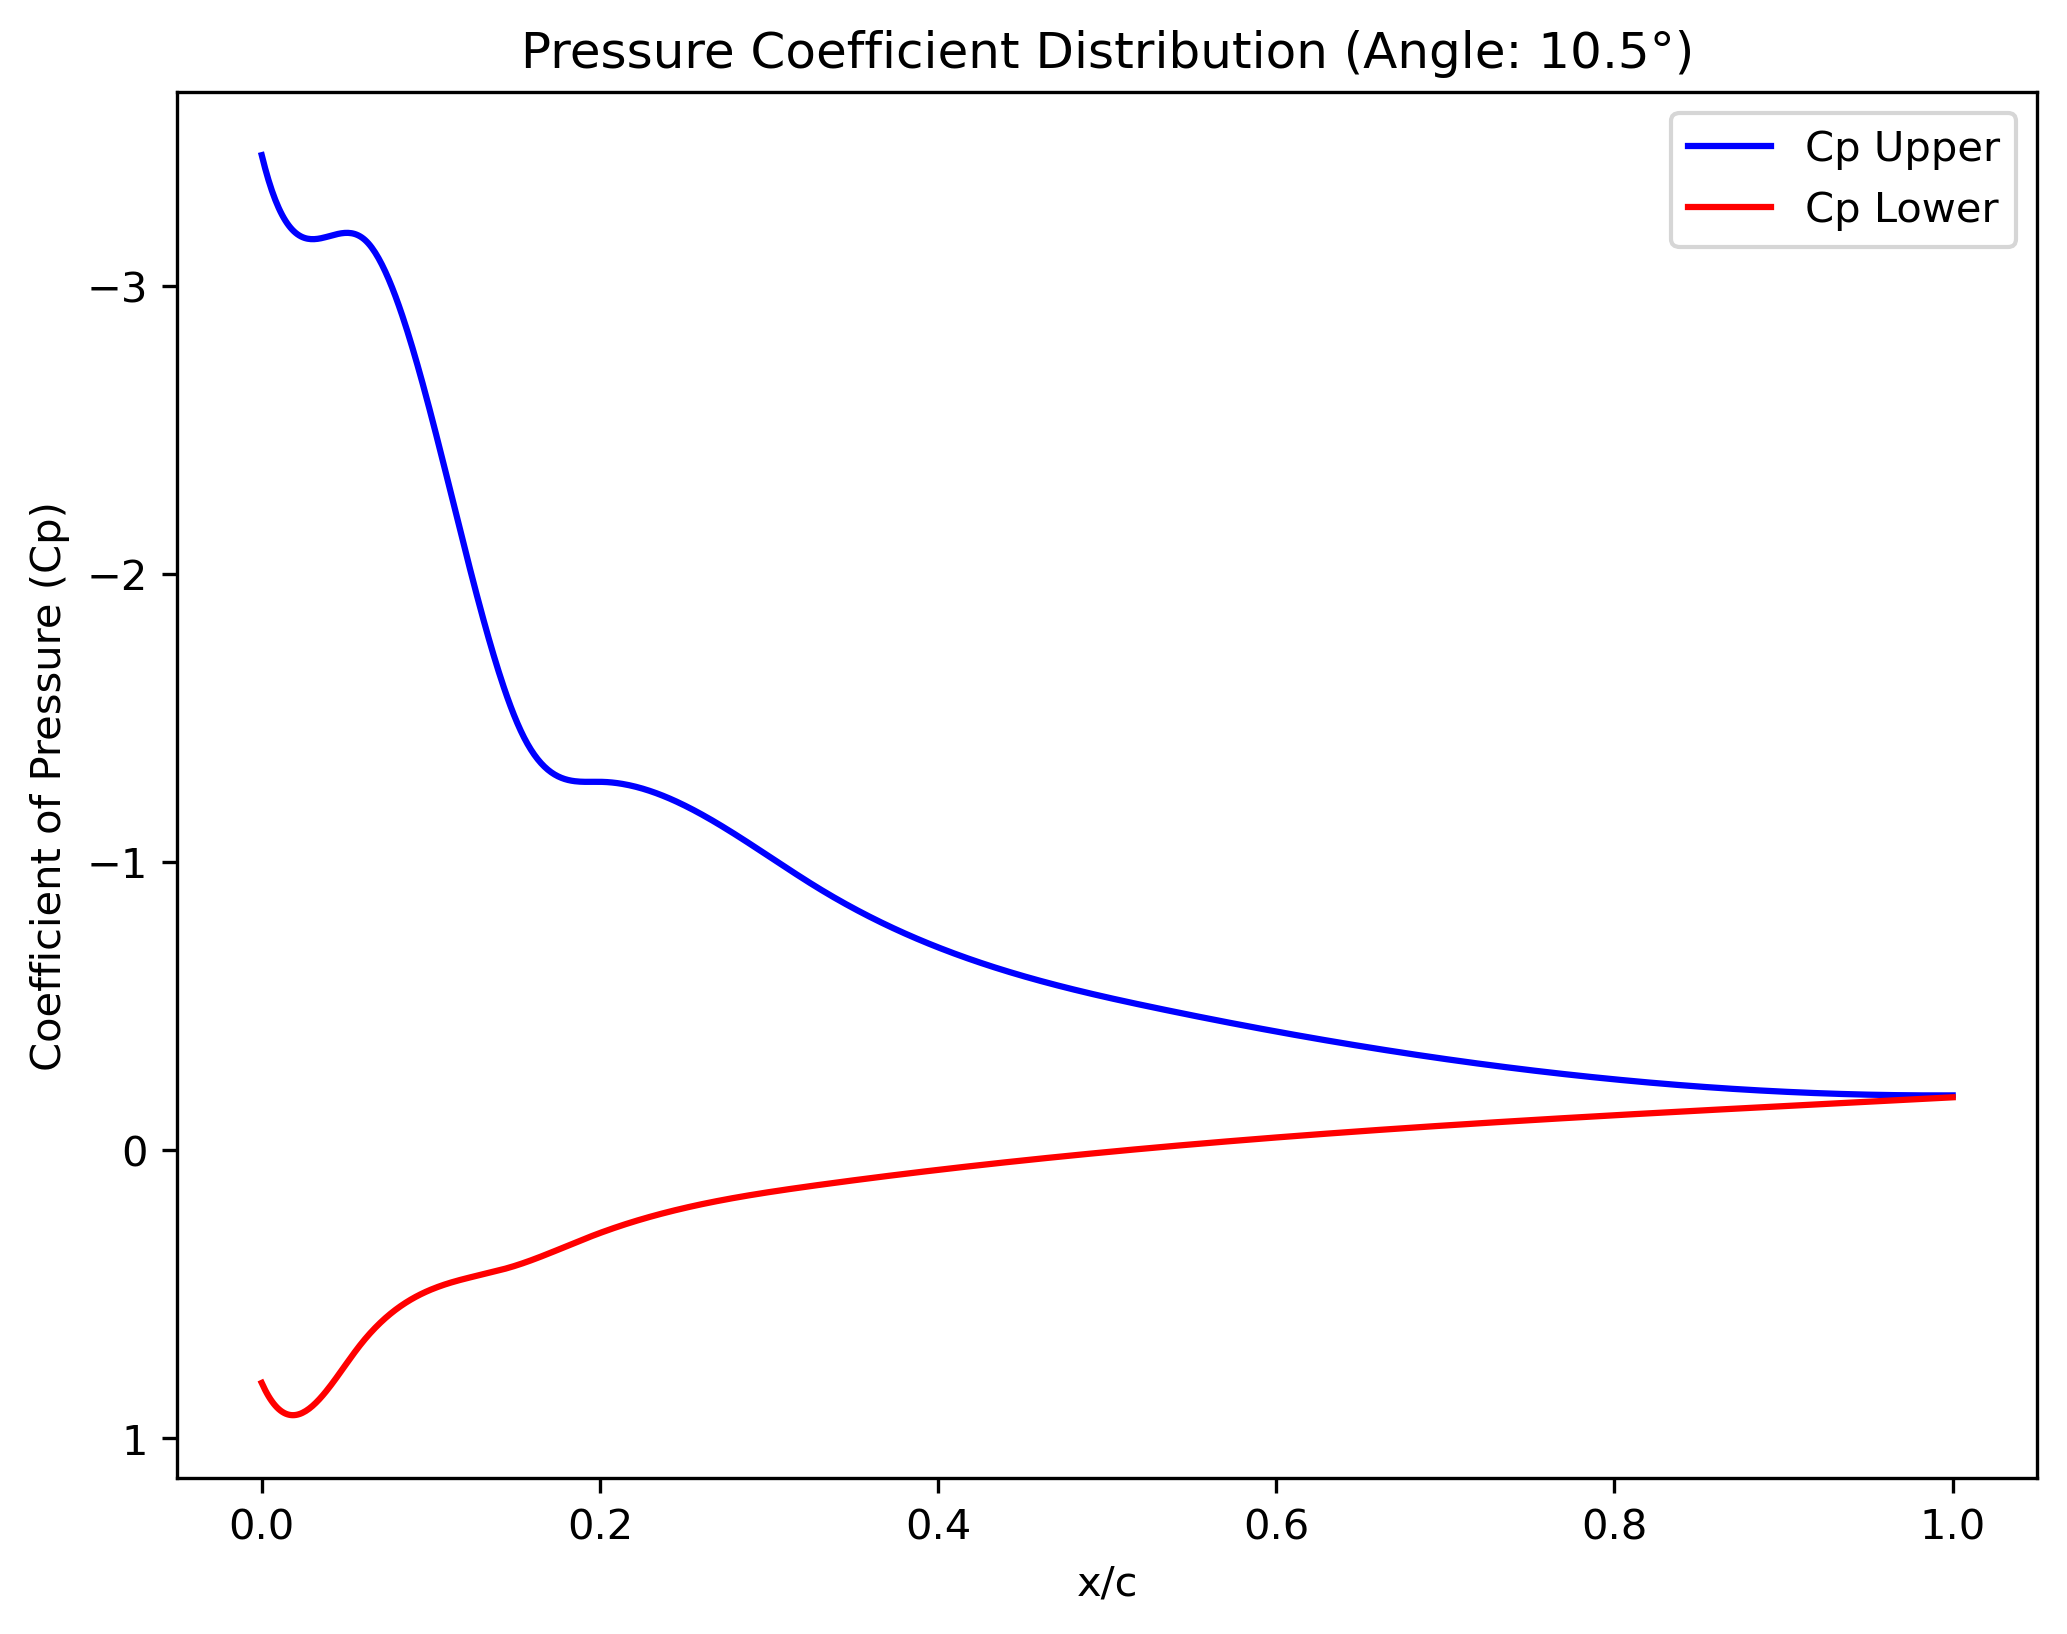 Pressure Coefficient Distribution (Angle: 10.5°)
Cp Upper
Cp Lower
Coefficient of Pressure (Cp)
−3
−2
−1
0
1
0.0 0.2 0.4 0.6 0.8 1.0
x/c